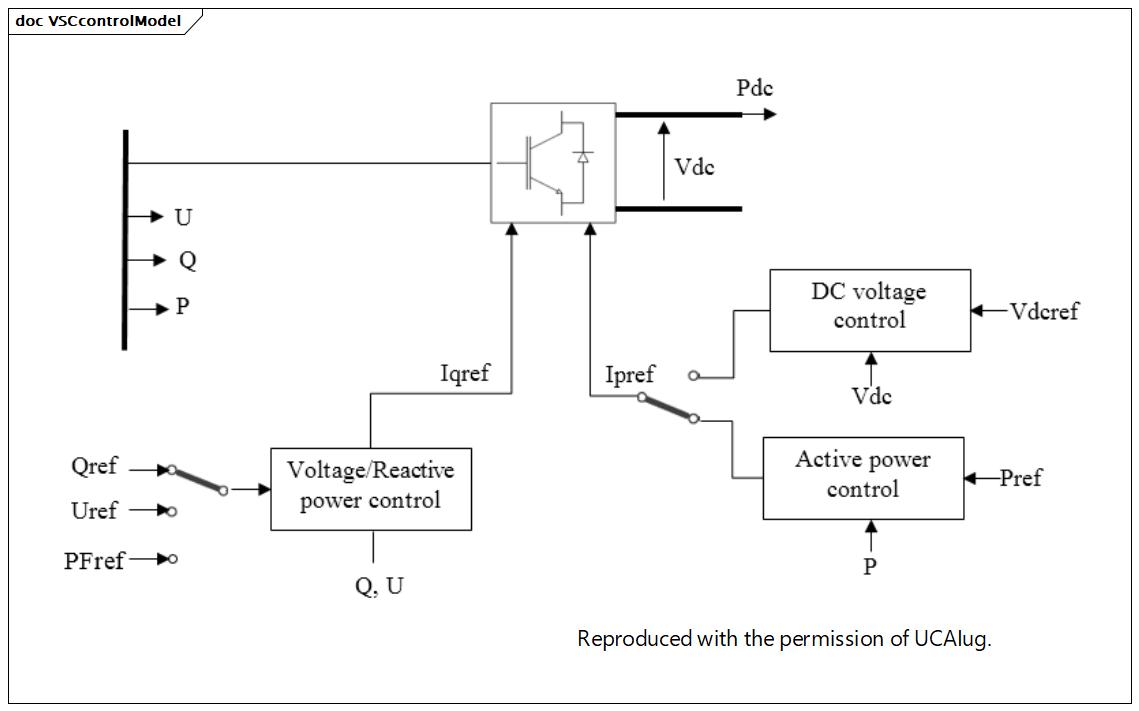 doc VSCcontrolModel
Pdc
Vdc
U
Q
P
DC voltage
control
Vdcref
Vdc
Iqref
Ipref
Qref
Uref
PFref
Voltage/Reactive
power control
Q, U
Active power
control
Pref
P
Reproduced with the permission of UCAIug.